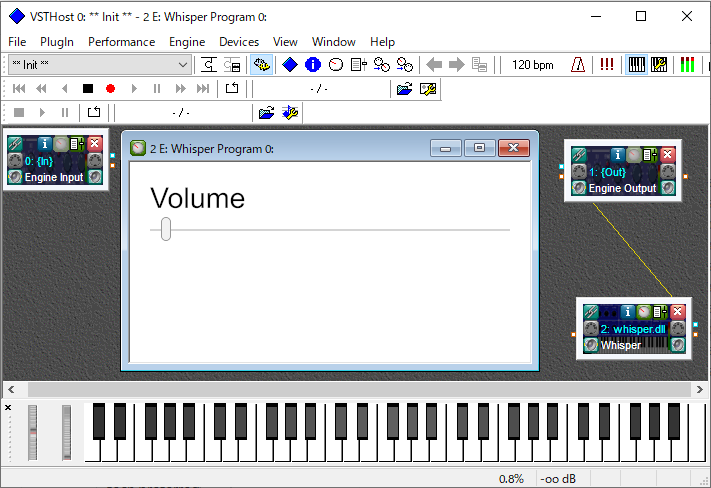 VSTHost 0: ** Init ** - 2 E: Whisper Program 0:
File PlugIn Performance Engine Devices View Window Help
** Init ** 120 bpm
- / -
- / -
0: {In}
Engine Input
2 E: Whisper Program 0:
Volume
1: {Out}
Engine Output
2: whisper.dll
Whisper
0.8% -oo dB